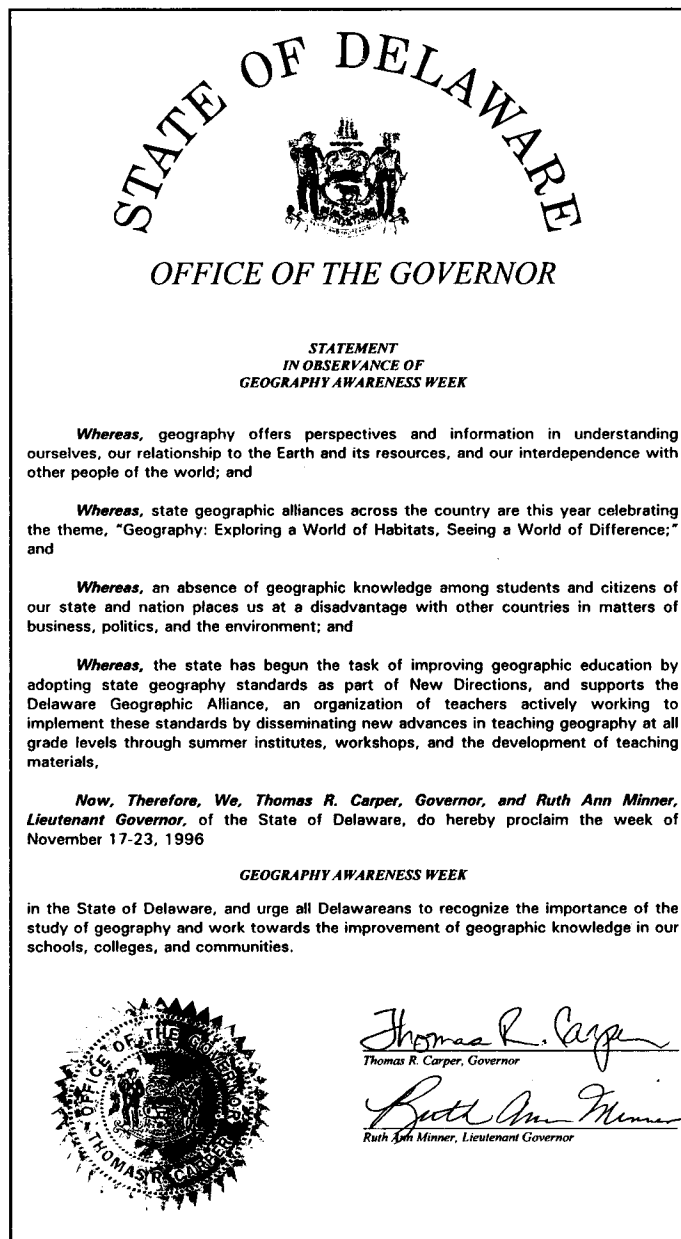 STATE OF DELAWARE
OFFICE OF THE GOVERNOR
STATEMENT
IN OBSERVANCE OF
GEOGRAPHY AWARENESS WEEK
Whereas, geography offers perspectives and information in understanding
ourselves, our relationship to the Earth and its resources, and our interdependence with
other people of the world; and
Whereas, state geographic alliances across the country are this year celebrating
the theme, "Geography: Exploring a World of Habitats, Seeing a World of Difference;"
and
Whereas, an absence of geographic knowledge among students and citizens of
our state and nation places us at a disadvantage with other countries in matters of
business, politics, and the environment; and
Whereas, the state has begun the task of improving geographic education by
adopting state geography standards as part of New Directions, and supports the
Delaware Geographic Alliance, an organization of teachers actively working to
implement these standards by disseminating new advances in teaching geography at all
grade levels through summer institutes, workshops, and the development of teaching
materials,
Now, Therefore, We, Thomas R. Carper, Governor, and Ruth Ann Minner,
Lieutenant Governor, of the State of Delaware, do hereby proclaim the week of
November 17-23, 1996
GEOGRAPHY AWARENESS WEEK
in the State of Delaware, and urge all Delawareans to recognize the importance of the
study of geography and work towards the improvement of geographic knowledge in our
schools, colleges, and communities.
OFFICE OF THE GOVERNOR
THOMAS R. CARPER
Thomas R. Carper
Thomas R. Carper, Governor
Ruth Ann Minner
Ruth Ann Minner, Lieutenant Governor